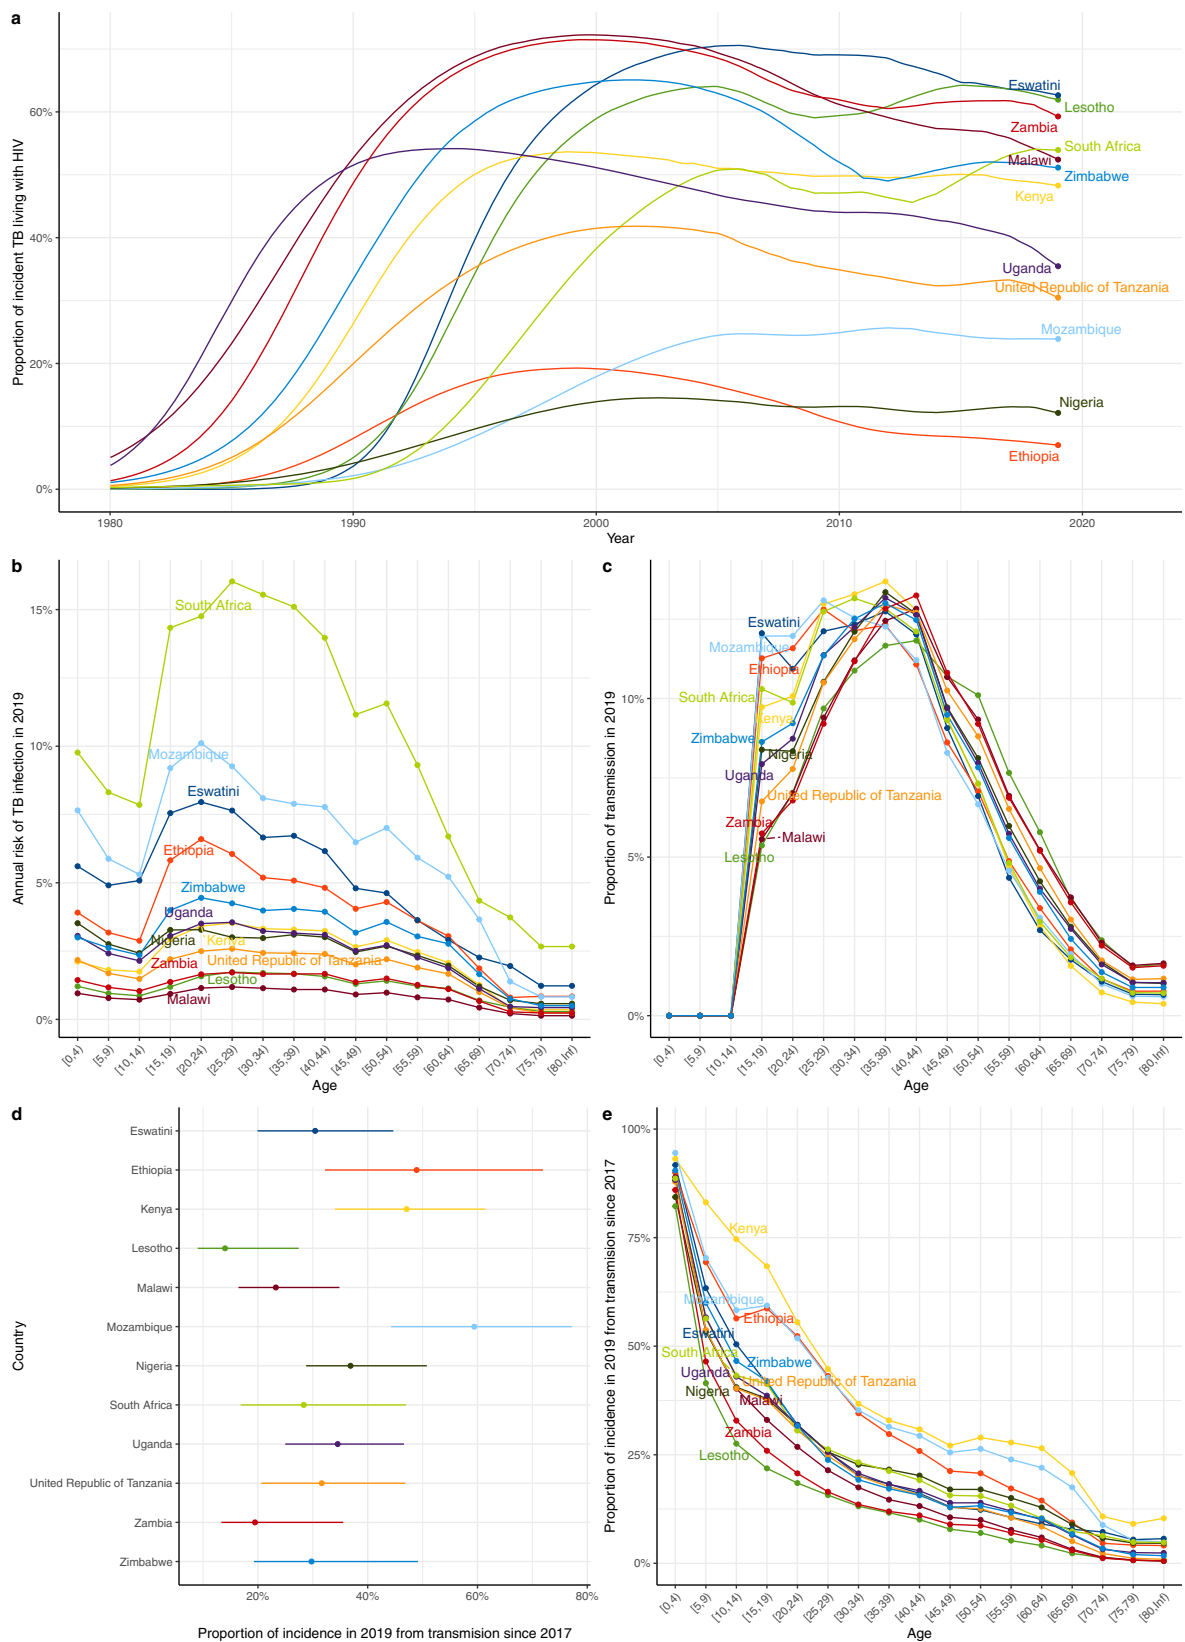 a
Proportion of incident TB living with HIV
60%
40%
20%
0%
Eswatini
Lesotho
Zambia
South Africa
Malawi
Zimbabwe
Kenya
Uganda
United Republic of Tanzania
Mozambique
Nigeria
Ethiopia
1980 1990 2000 2010 2020
Year
b
Annual risk of TB infection in 2019
15%
10%
5%
0%
South Africa
Mozambique
Eswatini
Ethiopia
Zimbabwe
Uganda
Nigeria Kenya
United Republic of Tanzania
Zambia
Lesotho
Malawi
[0,4) [5,9) [10,14) [15,19) [20,24) [25,29) [30,34) [35,39) [40,44) [45,49) [50,54) [55,59) [60,64) [65,69) [70,74) [75,79) [80,Inf)
Age
c
Proportion of transmission in 2019
10%
5%
0%
Eswatini
Mozambique
Ethiopia
South Africa
Kenya
Zimbabwe
Nigeria
Uganda
United Republic of Tanzania
Zambia
Malawi
Lesotho
[0,4) [5,9) [10,14) [15,19) [20,24) [25,29) [30,34) [35,39) [40,44) [45,49) [50,54) [55,59) [60,64) [65,69) [70,74) [75,79) [80,Inf)
Age
d
Country
Eswatini
Ethiopia
Kenya
Lesotho
Malawi
Mozambique
Nigeria
South Africa
Uganda
United Republic of Tanzania
Zambia
Zimbabwe
20% 40% 60% 80%
Proportion of incidence in 2019 from transmision since 2017
e
Proportion of incidence in 2019 from transmision since 2017
100%
75%
50%
25%
0%
Kenya
Mozambique
Ethiopia
Eswatini
South Africa
Zimbabwe
Uganda
United Republic of Tanzania
Nigeria
Malawi
Zambia
Lesotho
[0,4) [5,9) [10,14) [15,19) [20,24) [25,29) [30,34) [35,39) [40,44) [45,49) [50,54) [55,59) [60,64) [65,69) [70,74) [75,79) [80,Inf)
Age